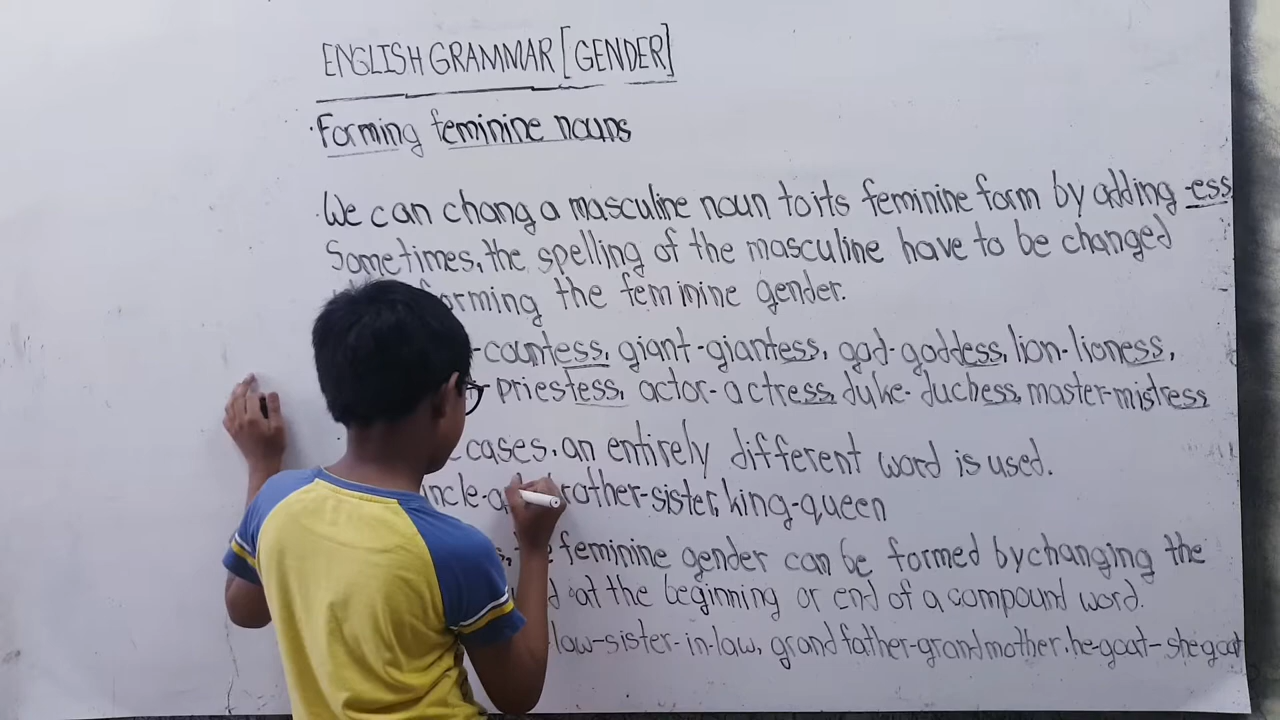 ENGLISH GRAMMAR [GENDER]
Forming feminine nouns
We can chang a masculine noun to its feminine form by adding -ess
Sometimes, the spelling of the masculine have to be changed
the feminine gender.
-countess, giant-giantess, god-goddess, lion-lioness,
-priestess, actor-actress, duke-duchess, master-mistress
cases, an entirely different word is used.
-sister, king-queen
feminine gender can be formed by changing the
at the beginning or end of a compound word.
law-sister-in-law, grandfather-grandmother, he-goat-she-goat